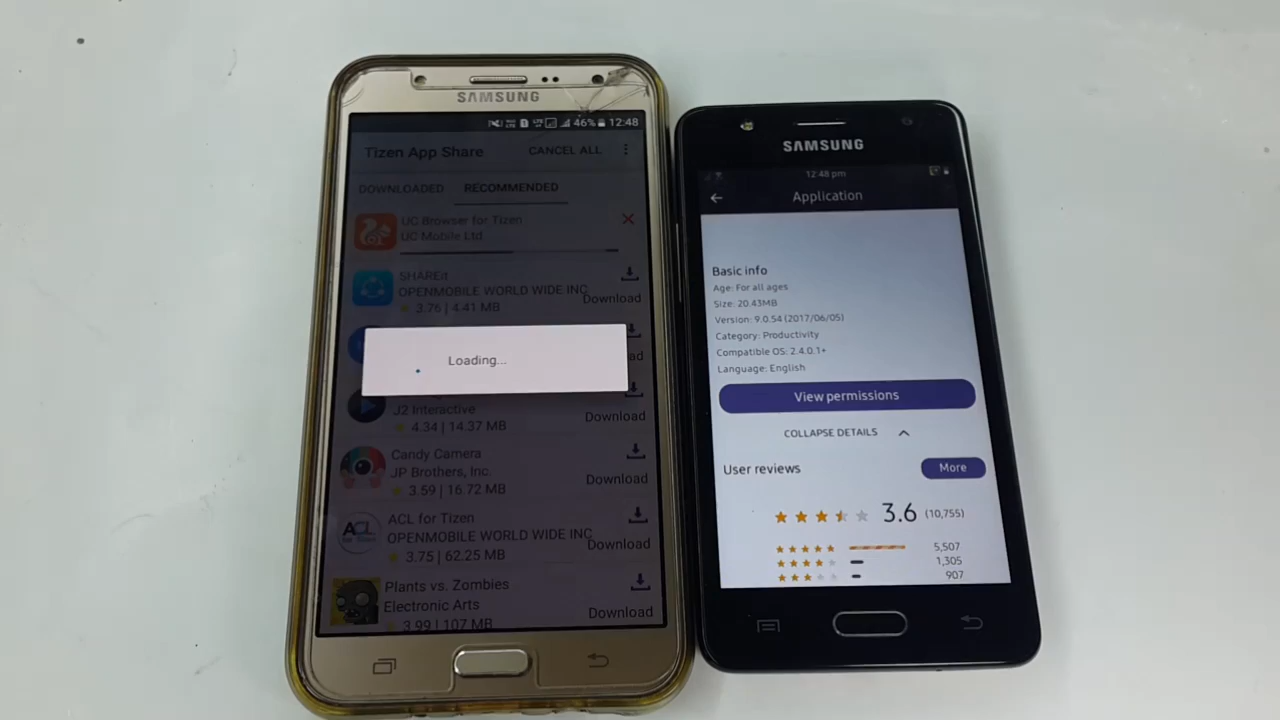 SAMSUNG
46% 12:48
Tizen App Share CANCEL ALL
DOWNLOADED RECOMMENDED
UC Browser for Tizen
UC Mobile Ltd
SHAREit
OPENMOBILE WORLD WIDE INC
3.76 | 4.41 MB
Download
Loading...
ad
J2 Interactive
4.34 | 14.37 MB
Download
Candy Camera
JP Brothers, Inc.
3.59 | 16.72 MB
Download
ACL
ACL for Tizen
OPENMOBILE WORLD WIDE INC
3.75 | 62.25 MB
Download
Plants vs. Zombies
Electronic Arts
3.99 | 107 MB
Download
SAMSUNG
12:48 pm
Application
Basic info
Age: For all ages
Size: 20.43MB
Version: 9.0.54 (2017/06/05)
Category: Productivity
Compatible OS: 2.4.0.1+
Language: English
View permissions
COLLAPSE DETAILS
User reviews More
3.6 (10,755)
5,507
1,305
907